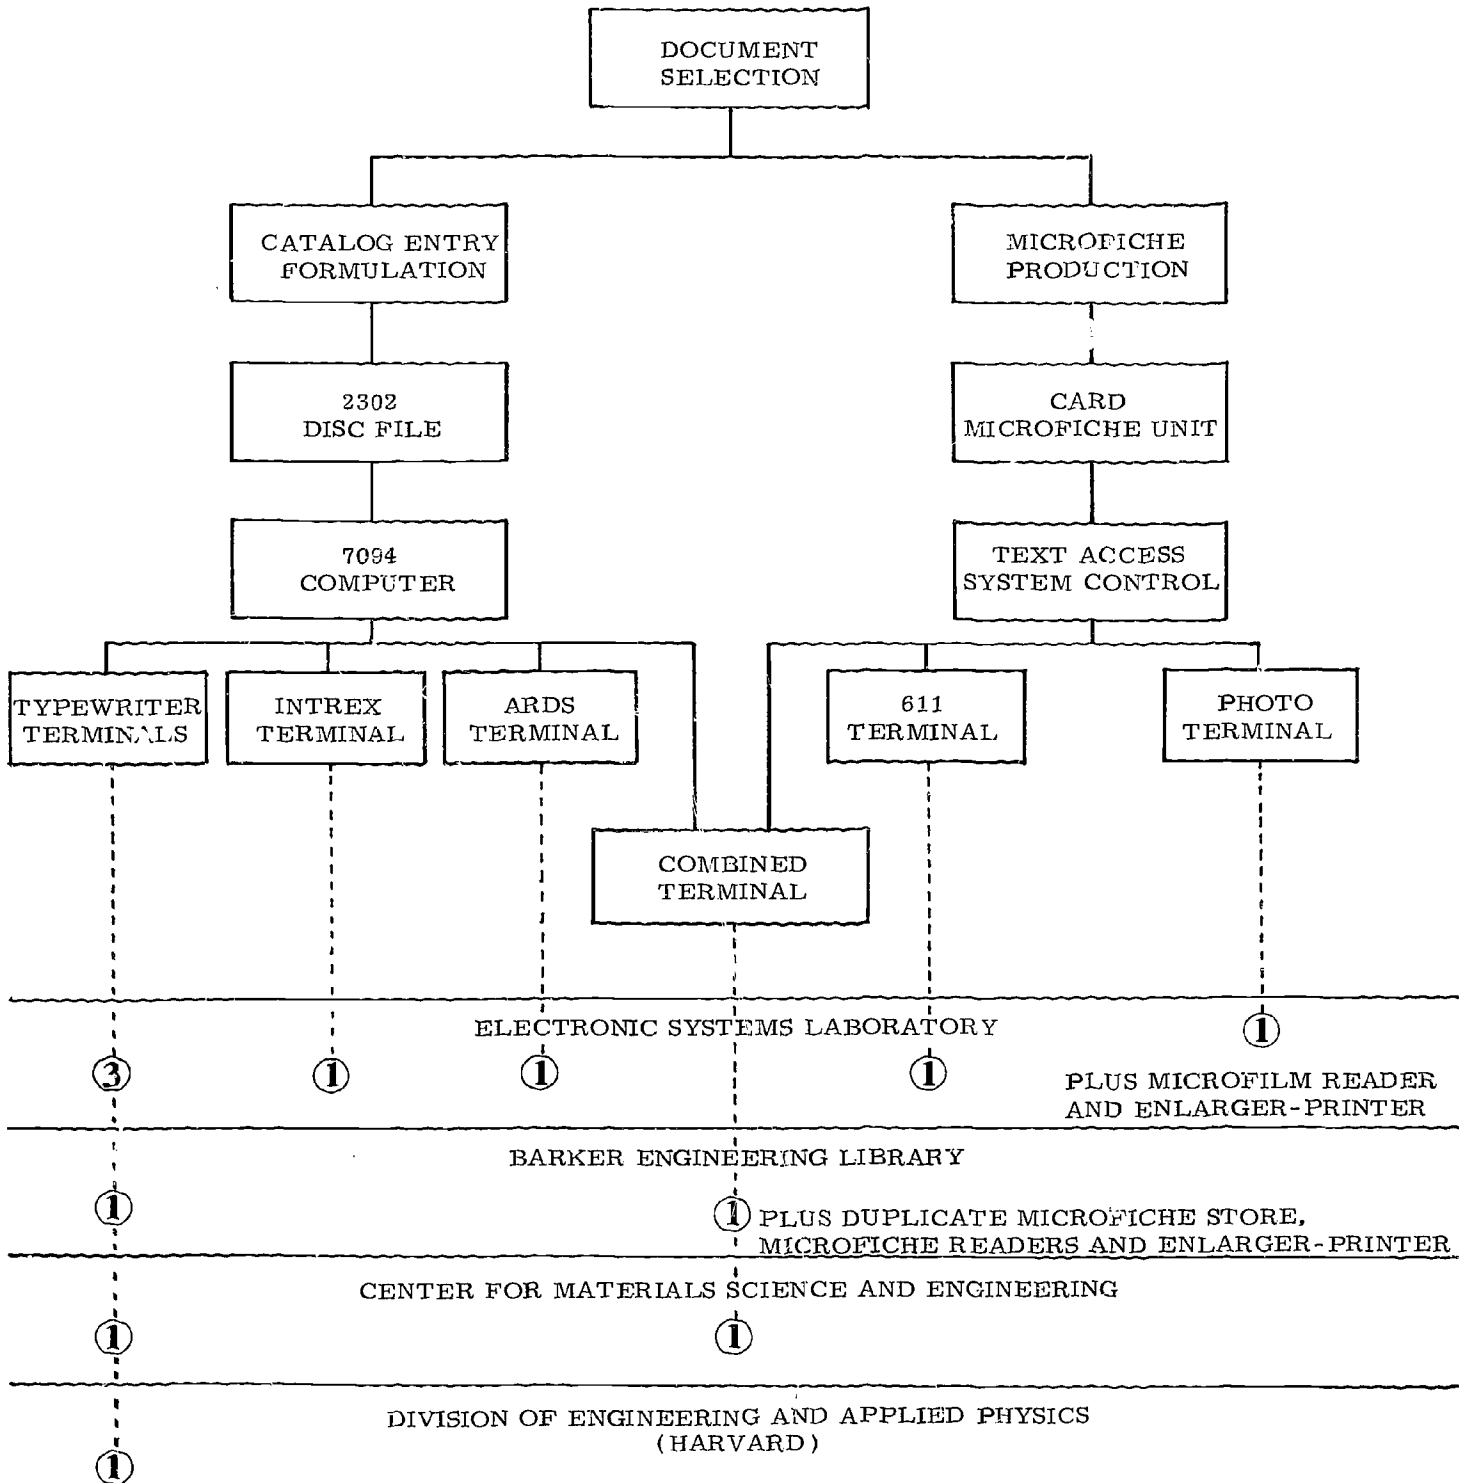 DOCUMENT
SELECTION
CATALOG ENTRY
FORMULATION
MICROFICHE
PRODUCTION
2302
DISC FILE
CARD
MICROFICHE UNIT
7094
COMPUTER
TEXT ACCESS
SYSTEM CONTROL
TYPEWRITER
TERMINALS
INTREX
TERMINAL
ARDS
TERMINAL
611
TERMINAL
PHOTO
TERMINAL
COMBINED
TERMINAL
ELECTRONIC SYSTEMS LABORATORY
3
1
1
1
1
PLUS MICROFILM READER
AND ENLARGER-PRINTER
BARKER ENGINEERING LIBRARY
1
1 PLUS DUPLICATE MICROFICHE STORE,
MICROFICHE READERS AND ENLARGER-PRINTER
CENTER FOR MATERIALS SCIENCE AND ENGINEERING
1
1
DIVISION OF ENGINEERING AND APPLIED PHYSICS
(HARVARD)
1